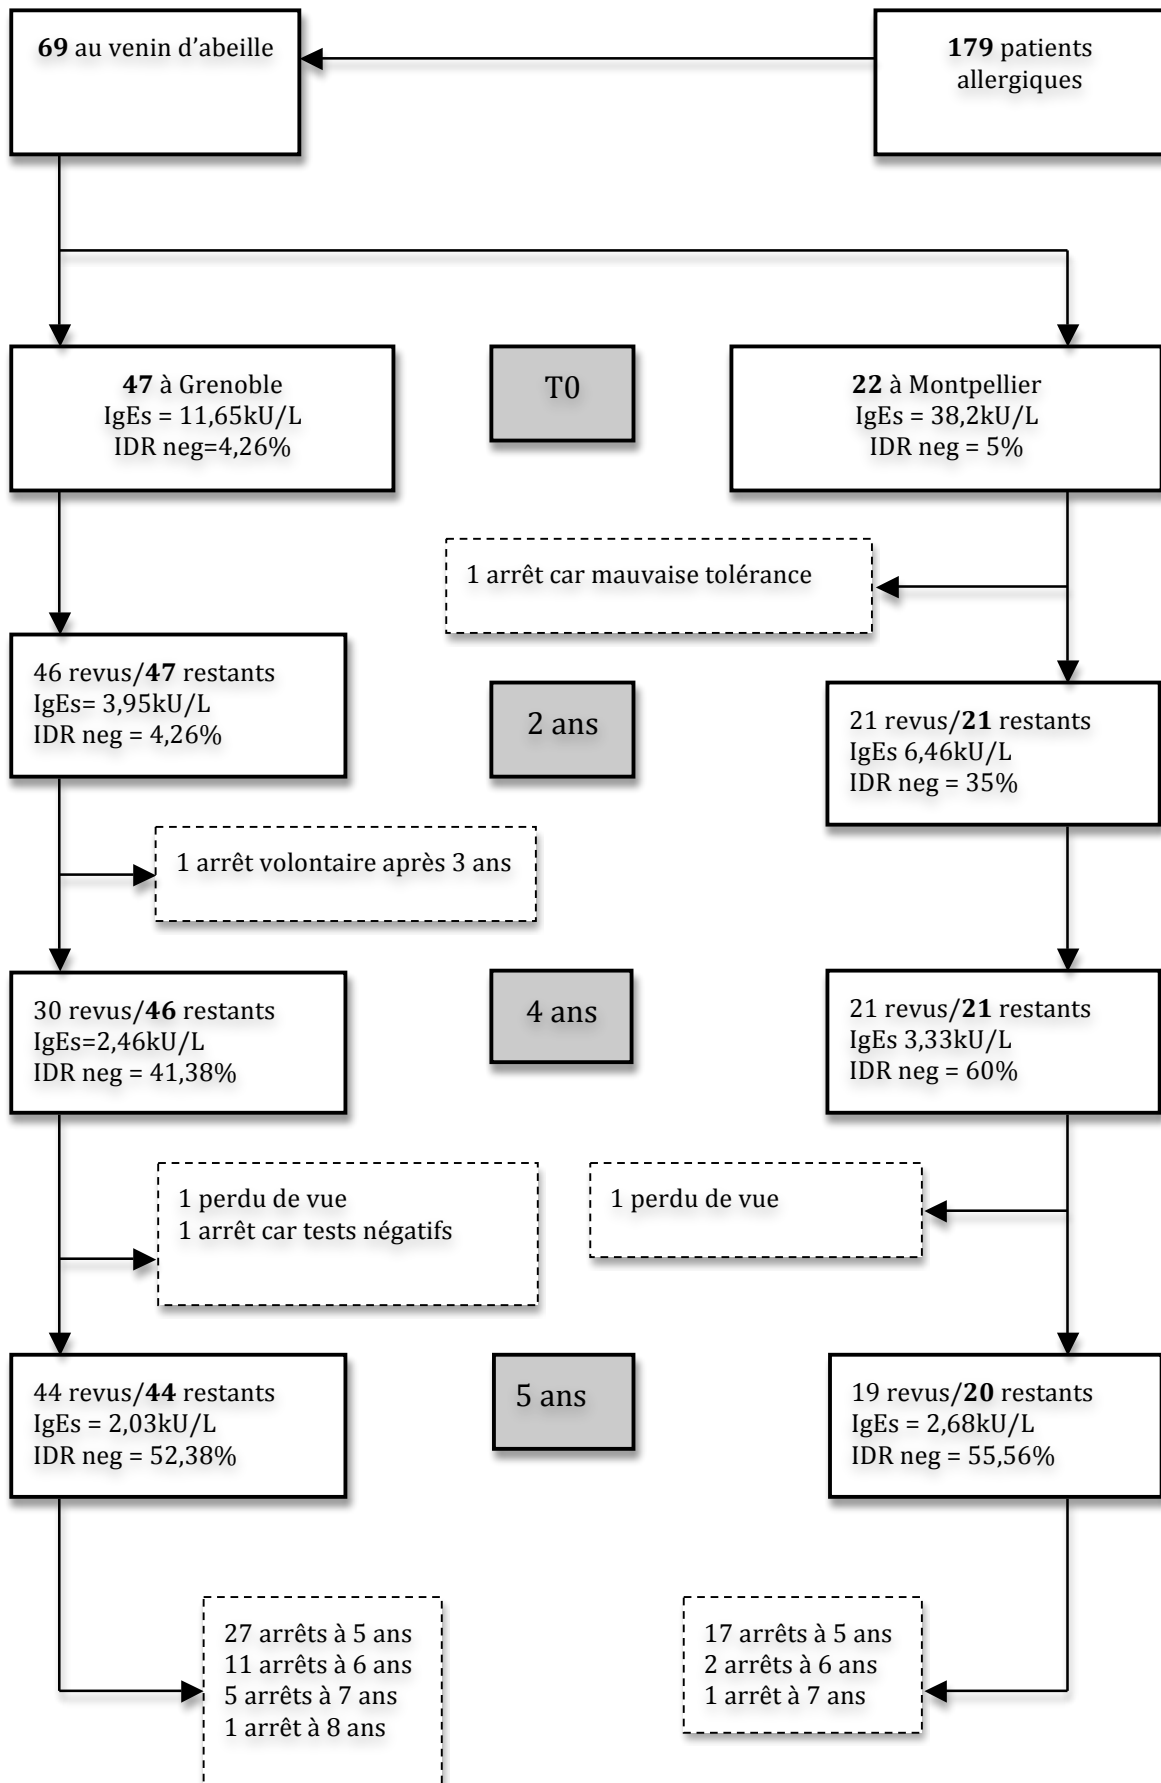 69 au venin d’abeille
179 patients
allergiques
47 à Grenoble
IgEs = 11,65kU/L
IDR neg=4,26%
T0
22 à Montpellier
IgEs = 38,2kU/L
IDR neg = 5%
1 arrêt car mauvaise tolérance
46 revus/47 restants
IgEs= 3,95kU/L
IDR neg = 4,26%
2 ans
21 revus/21 restants
IgEs 6,46kU/L
IDR neg = 35%
1 arrêt volontaire après 3 ans
30 revus/46 restants
IgEs=2,46kU/L
IDR neg = 41,38%
4 ans
21 revus/21 restants
IgEs 3,33kU/L
IDR neg = 60%
1 perdu de vue
1 arrêt car tests négatifs
1 perdu de vue
44 revus/44 restants
IgEs = 2,03kU/L
IDR neg = 52,38%
5 ans
19 revus/20 restants
IgEs = 2,68kU/L
IDR neg = 55,56%
27 arrêts à 5 ans
11 arrêts à 6 ans
5 arrêts à 7 ans
1 arrêt à 8 ans
17 arrêts à 5 ans
2 arrêts à 6 ans
1 arrêt à 7 ans